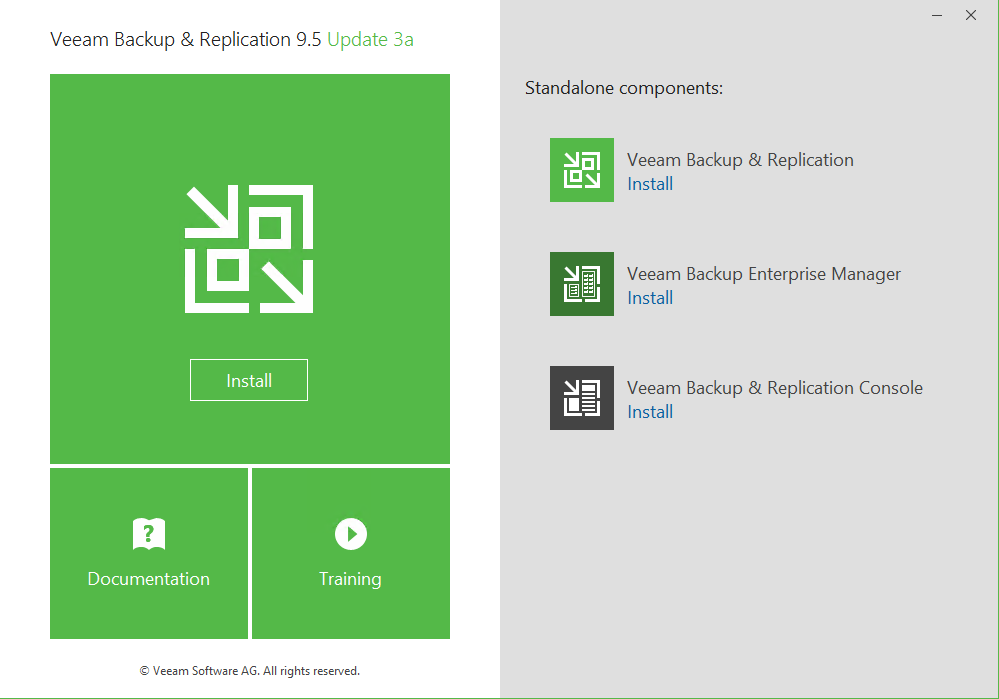 Veeam Backup & Replication 9.5 Update 3a
Install
Documentation
Training
© Veeam Software AG. All rights reserved.
Standalone components:
Veeam Backup & Replication
Install
Veeam Backup Enterprise Manager
Install
Veeam Backup & Replication Console
Install